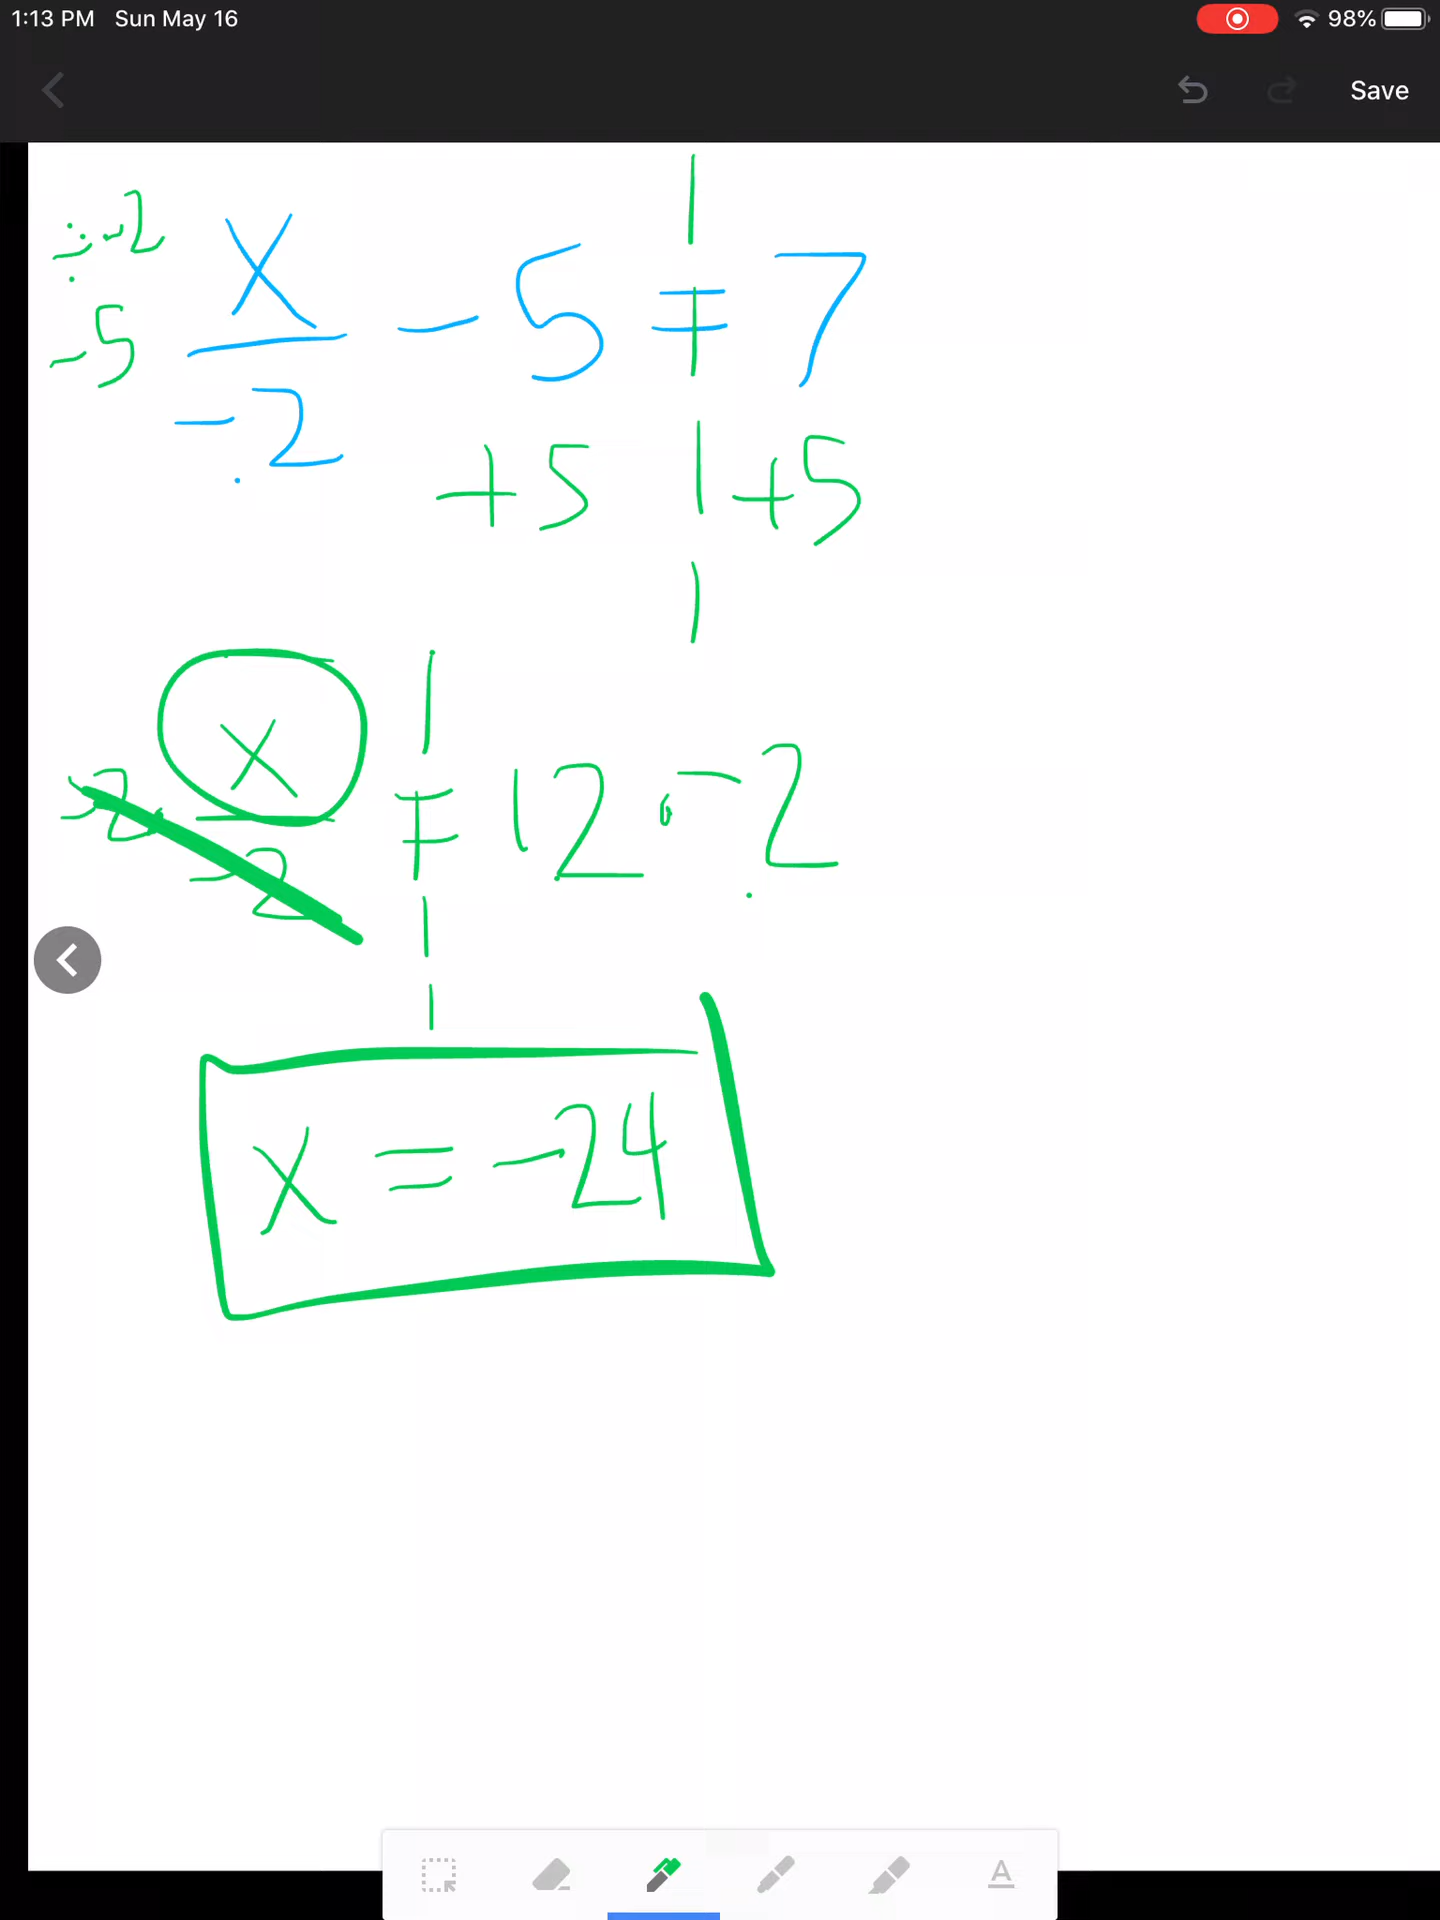 1:13 PM Sun May 16 98%
Save
÷ -2
-5
x/-2 - 5 = 7
+5 +5
-2 · x/-2 = 12 · -2
x = -24
A